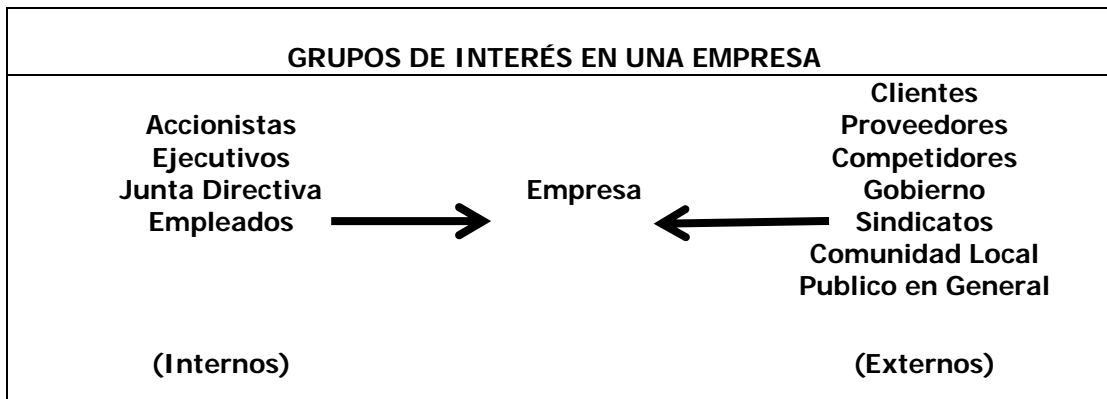 GRUPOS DE INTERÉS EN UNA EMPRESA
Accionistas
Ejecutivos
Junta Directiva
Empleados
(Internos)
Empresa
Clientes
Proveedores
Competidores
Gobierno
Sindicatos
Comunidad Local
Publico en General
(Externos)